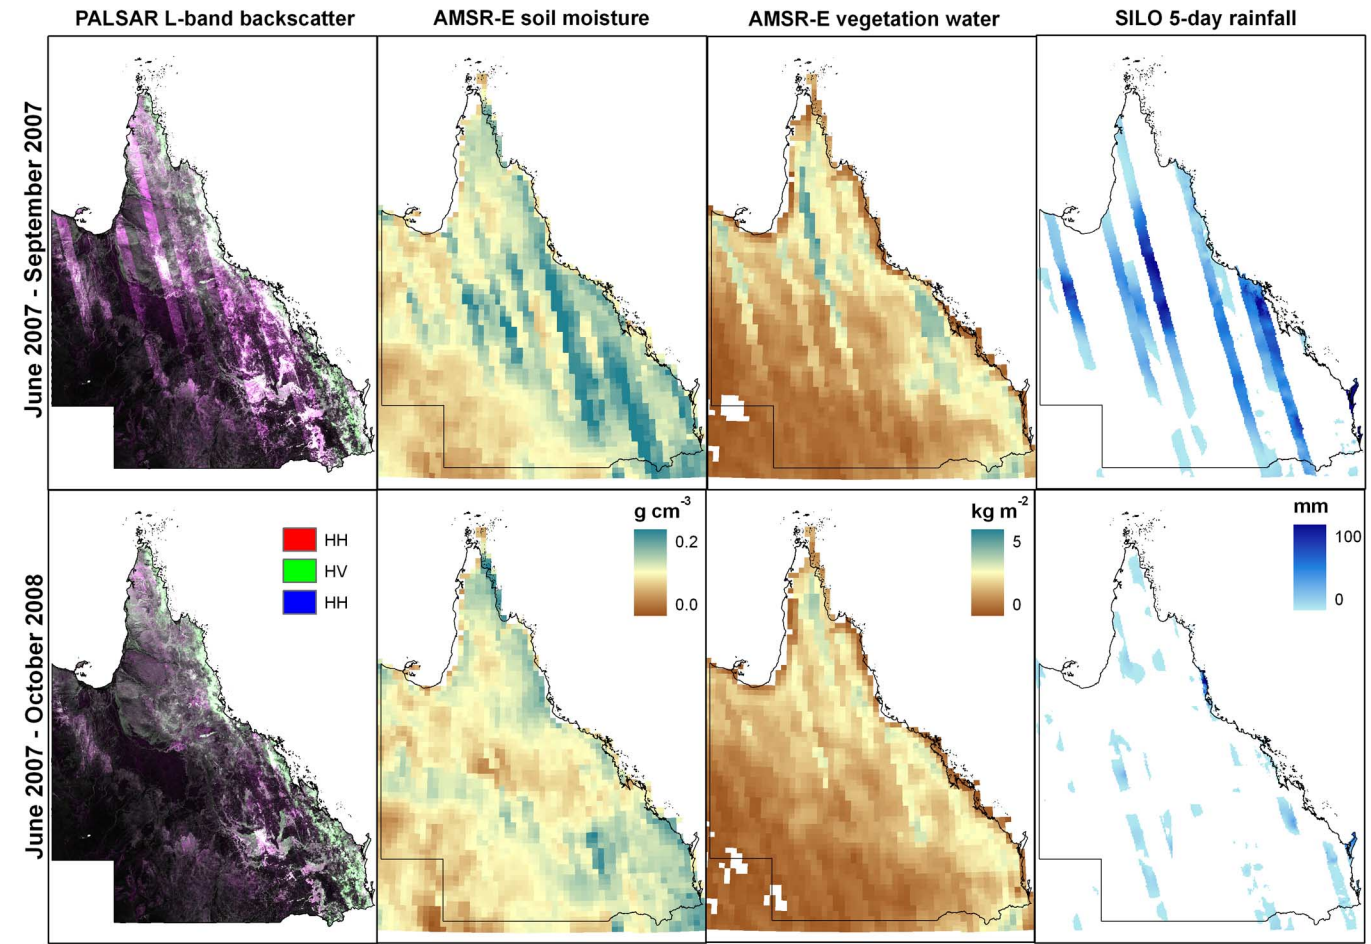 PALSAR L-band backscatter
AMSR-E soil moisture
AMSR-E vegetation water
SILO 5-day rainfall
June 2007 - September 2007
June 2007 - October 2008
HH
HV
HH
g cm⁻³
0.2
0.0
kg m⁻²
5
0
mm
100
0